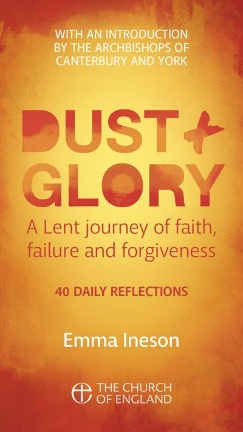 WITH AN INTRODUCTION
BY THE ARCHBISHOPS OF
CANTERBURY AND YORK
DUST +
GLORY
A Lent journey of faith,
failure and forgiveness
40 DAILY REFLECTIONS
Emma Ineson
THE CHURCH
OF ENGLAND